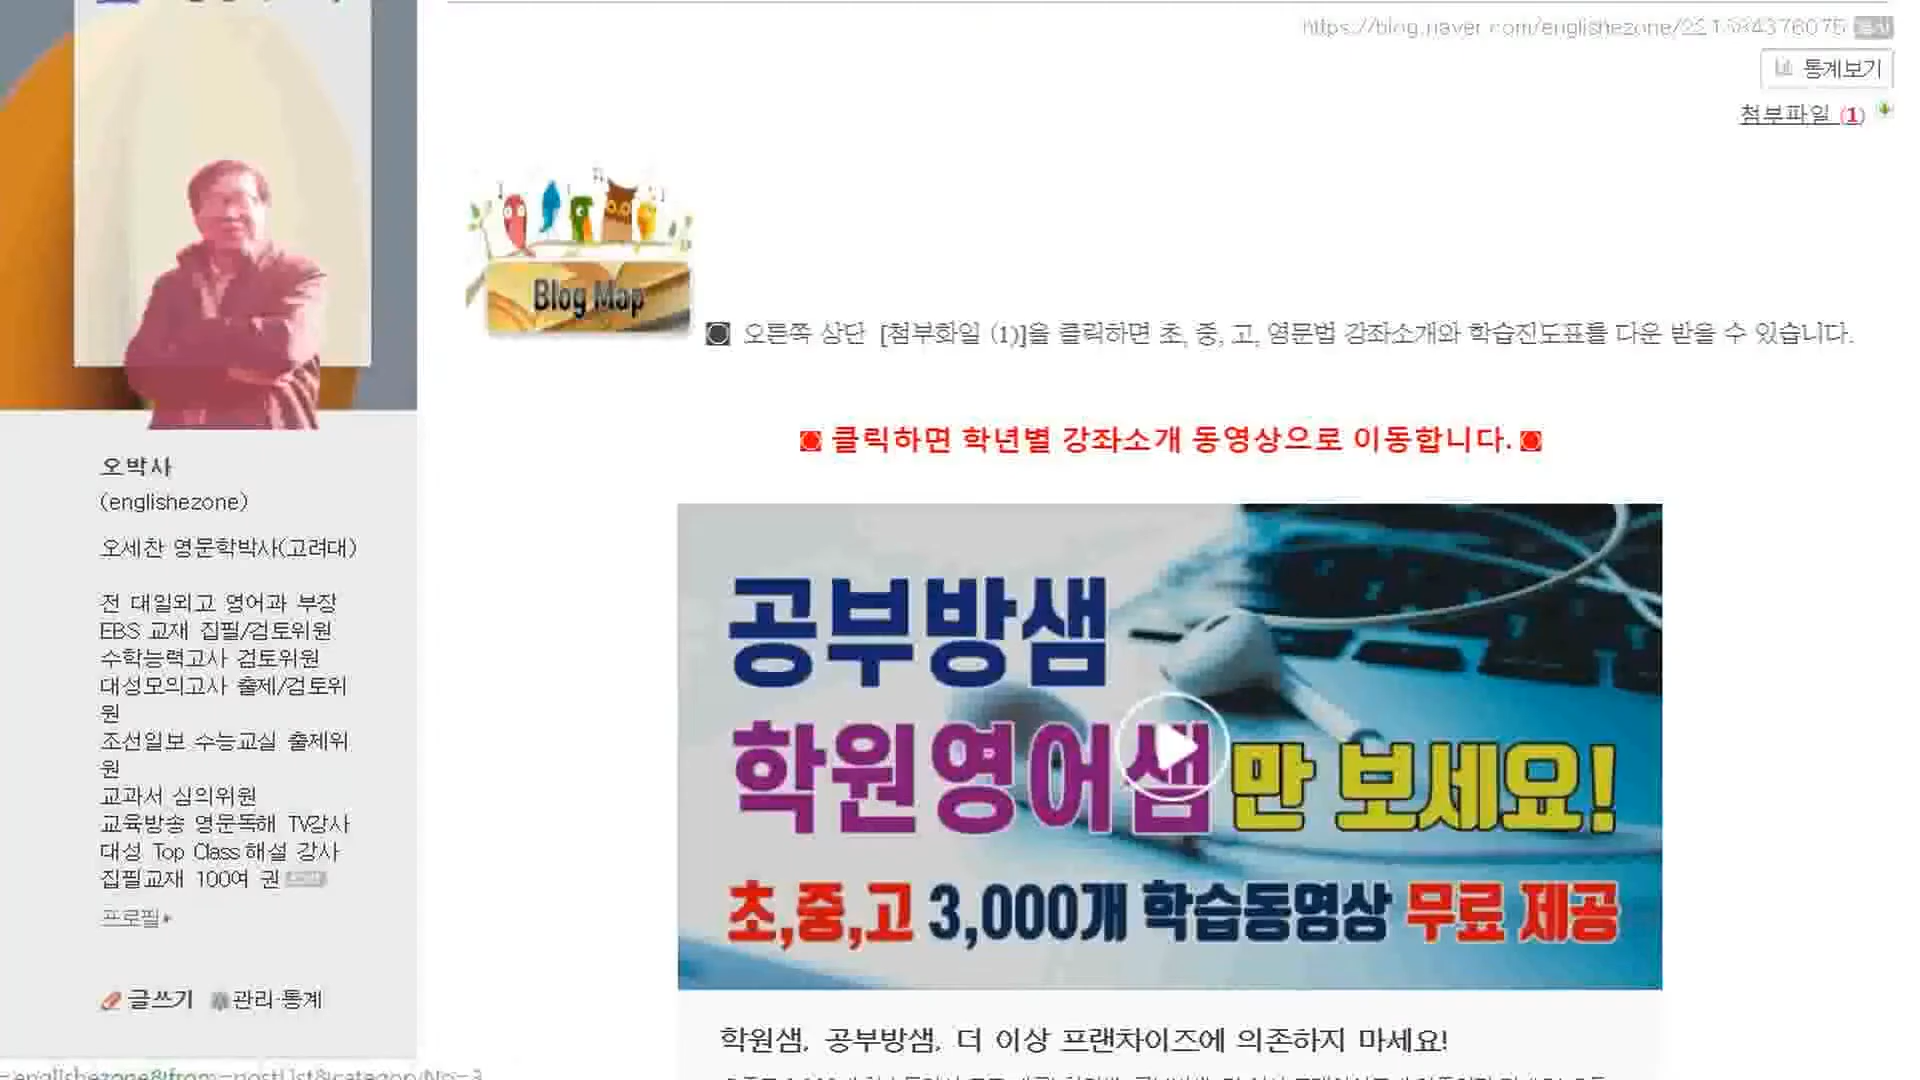 통계보기
첨부파일 (1)
Blog Map
오른쪽 상단 [첨부화일 (1)]을 클릭하면 초, 중, 고, 영문법 강좌소개와 학습진도표를 다운 받을 수 있습니다.
클릭하면 학년별 강좌소개 동영상으로 이동합니다.
공부방샘
학원영어샘만 보세요!
초,중,고 3,000개 학습동영상 무료 제공
학원샘, 공부방샘, 더 이상 프랜차이즈에 의존하지 마세요!
오박사
(englishezone)
오세찬 영문학박사(고려대)
전 대일외고 영어과 부장
EBS 교재 집필/검토위원
수학능력고사 검토위원
대성모의고사 출제/검토위
원
조선일보 수능교실 출제위
원
교과서 심의위원
교육방송 영문독해 TV강사
대성 Top Class해설 강사
집필교재 100여 권
프로필
글쓰기 관리·통계